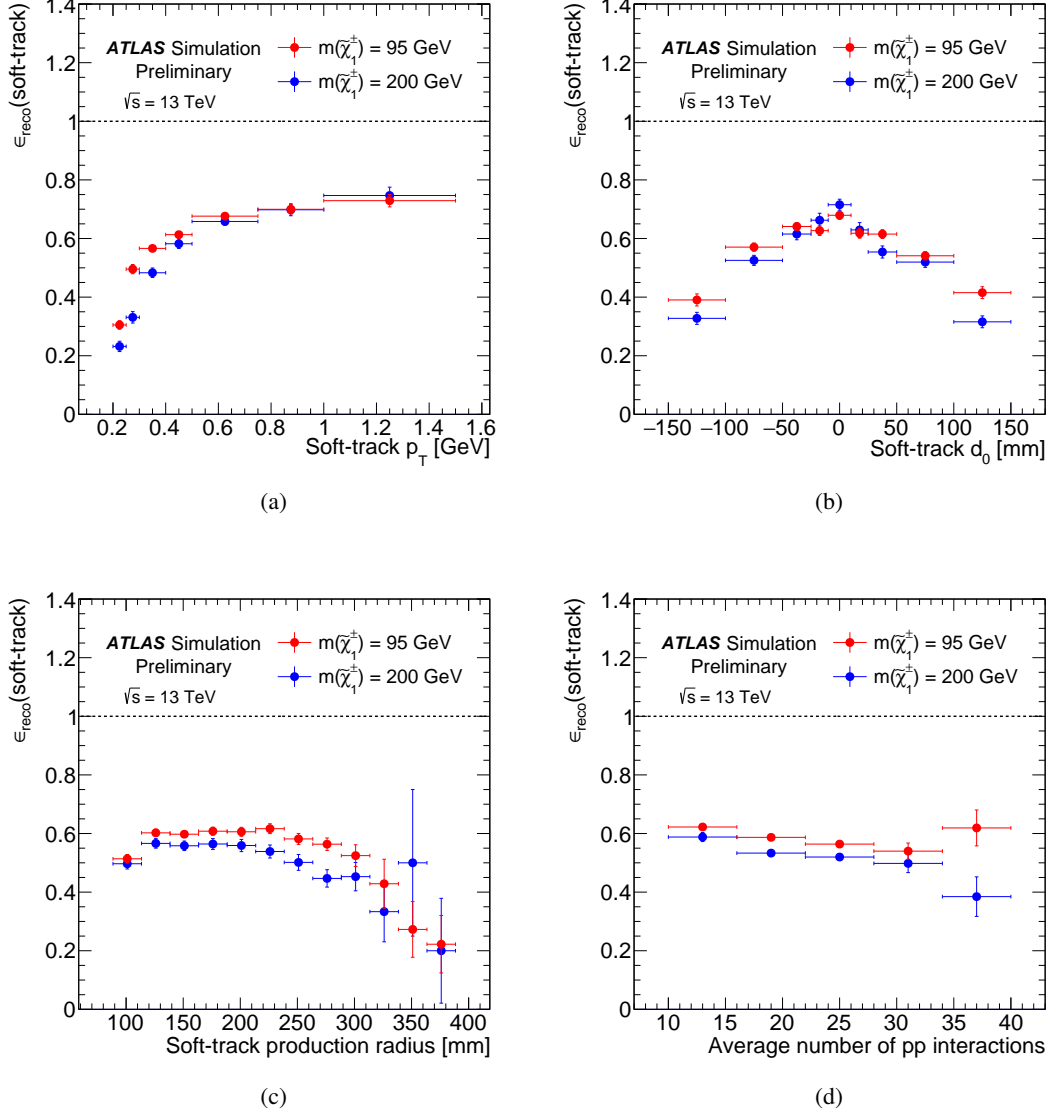 1.4
1.2
1
0.8
0.6
0.4
0.2
0
ϵreco(soft-track)
ATLAS Simulation
Preliminary
√s = 13 TeV
m(χ̃₁±) = 95 GeV
m(χ̃₁±) = 200 GeV
0.2 0.4 0.6 0.8 1 1.2 1.4 1.6
Soft-track pT [GeV]
(a)
1.4
1.2
1
0.8
0.6
0.4
0.2
0
ϵreco(soft-track)
ATLAS Simulation
Preliminary
√s = 13 TeV
m(χ̃₁±) = 95 GeV
m(χ̃₁±) = 200 GeV
−150 −100 −50 0 50 100 150
Soft-track d0 [mm]
(b)
1.4
1.2
1
0.8
0.6
0.4
0.2
0
ϵreco(soft-track)
ATLAS Simulation
Preliminary
√s = 13 TeV
m(χ̃₁±) = 95 GeV
m(χ̃₁±) = 200 GeV
100 150 200 250 300 350 400
Soft-track production radius [mm]
(c)
1.4
1.2
1
0.8
0.6
0.4
0.2
0
ϵreco(soft-track)
ATLAS Simulation
Preliminary
√s = 13 TeV
m(χ̃₁±) = 95 GeV
m(χ̃₁±) = 200 GeV
10 15 20 25 30 35 40
Average number of pp interactions
(d)